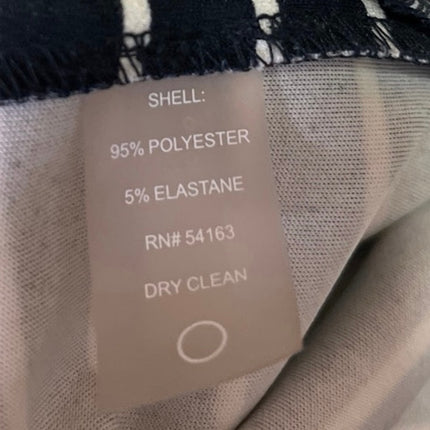 SHELL:
95% POLYESTER
5% ELASTANE
RN# 54163
DRY CLEAN